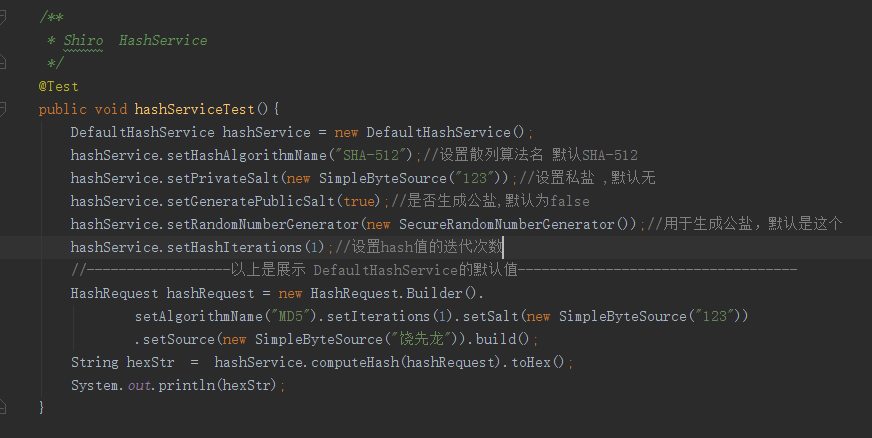 /**
 * Shiro  HashService
 */
@Test
public void hashServiceTest(){
    DefaultHashService hashService = new DefaultHashService();
    hashService.setHashAlgorithmName("SHA-512");//设置散列算法名 默认SHA-512
    hashService.setPrivateSalt(new SimpleByteSource("123"));//设置私盐 ,默认无
    hashService.setGeneratePublicSalt(true);//是否生成公盐,默认为false
    hashService.setRandomNumberGenerator(new SecureRandomNumberGenerator());//用于生成公盐，默认是这个
    hashService.setHashIterations(1);//设置hash值的迭代次数
    //------------------以上是展示 DefaultHashService的默认值-----------------------------------
    HashRequest hashRequest = new HashRequest.Builder().
            setAlgorithmName("MD5").setIterations(1).setSalt(new SimpleByteSource("123"))
            .setSource(new SimpleByteSource("饶先龙")).build();
    String hexStr  =  hashService.computeHash(hashRequest).toHex();
    System.out.println(hexStr);
}